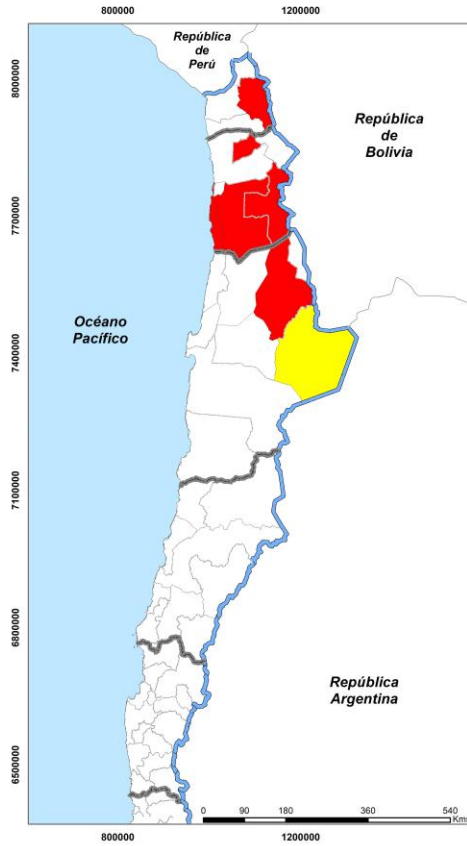 800000
1200000
República
de
Perú
8000000
República
de
Bolivia
7700000
Océano
Pacífico
7400000
7100000
6800000
República
Argentina
6500000
0 90 180 360 540
Km
800000
1200000